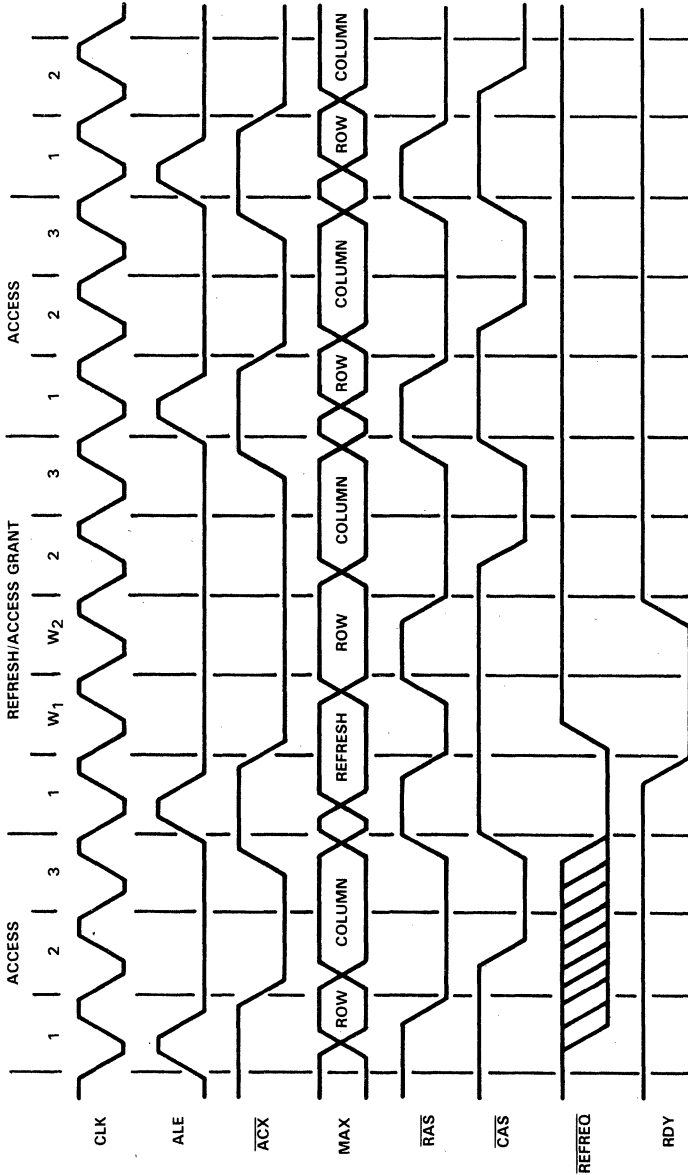 ACCESS REFRESH/ACCESS GRANT ACCESS
1 2 3 1 W1 W2 2 3 1 2 3 1 2
CLK
ALE
ACX
MAX ROW COLUMN REFRESH ROW COLUMN ROW COLUMN ROW COLUMN
RAS
CAS
REFREQ
RDY